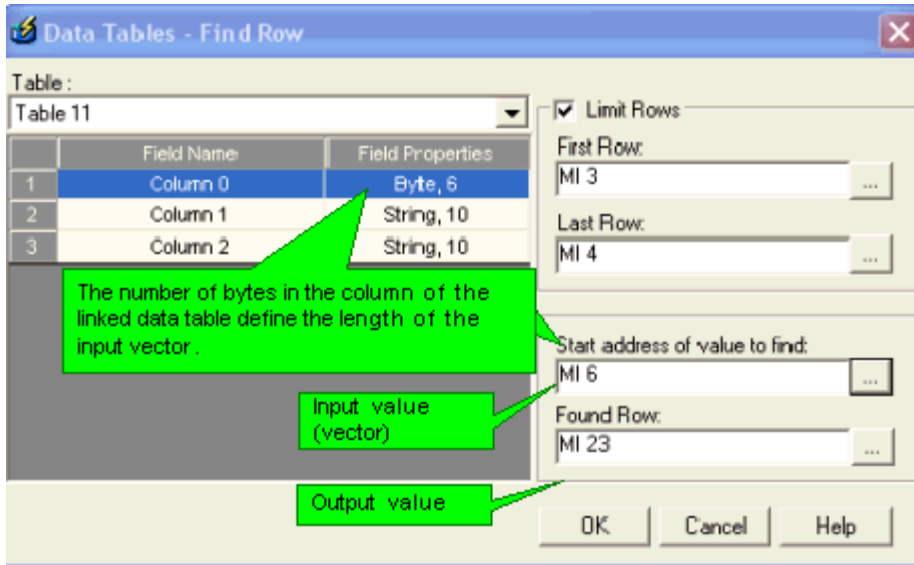 Data Tables - Find Row
Table :
Table 11
Field Name
Field Properties
1
Column 0
Byte, 6
2
Column 1
String, 10
3
Column 2
String, 10
The number of bytes in the column of the
linked data table define the length of the
input vector.
Input value
(vector)
Output value
Limit Rows
First Row:
MI 3
...
Last Row:
MI 4
...
Start address of value to find:
MI 6
...
Found Row:
MI 23
...
OK
Cancel
Help